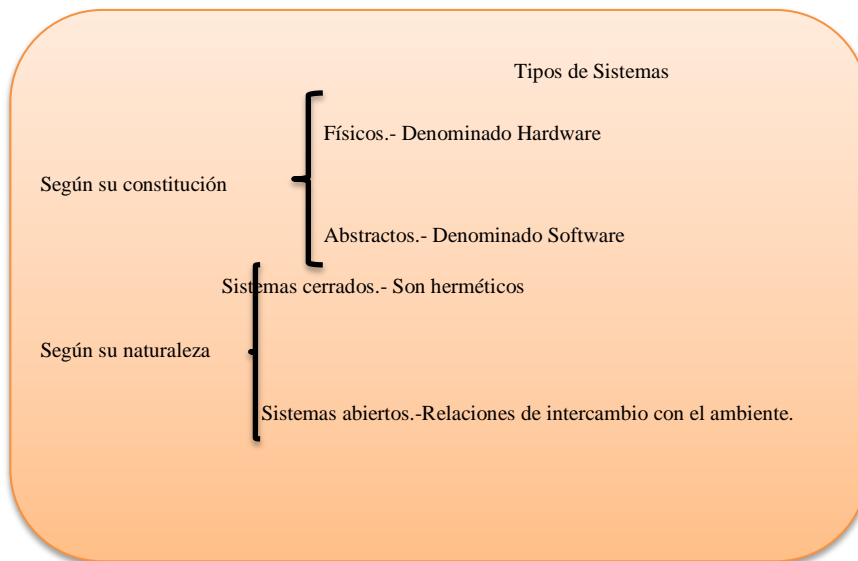 Tipos de Sistemas
Físicos.- Denominado Hardware
Según su constitución
Abstractos.- Denominado Software
Sistemas cerrados.- Son herméticos
Según su naturaleza
Sistemas abiertos.-Relaciones de intercambio con el ambiente.